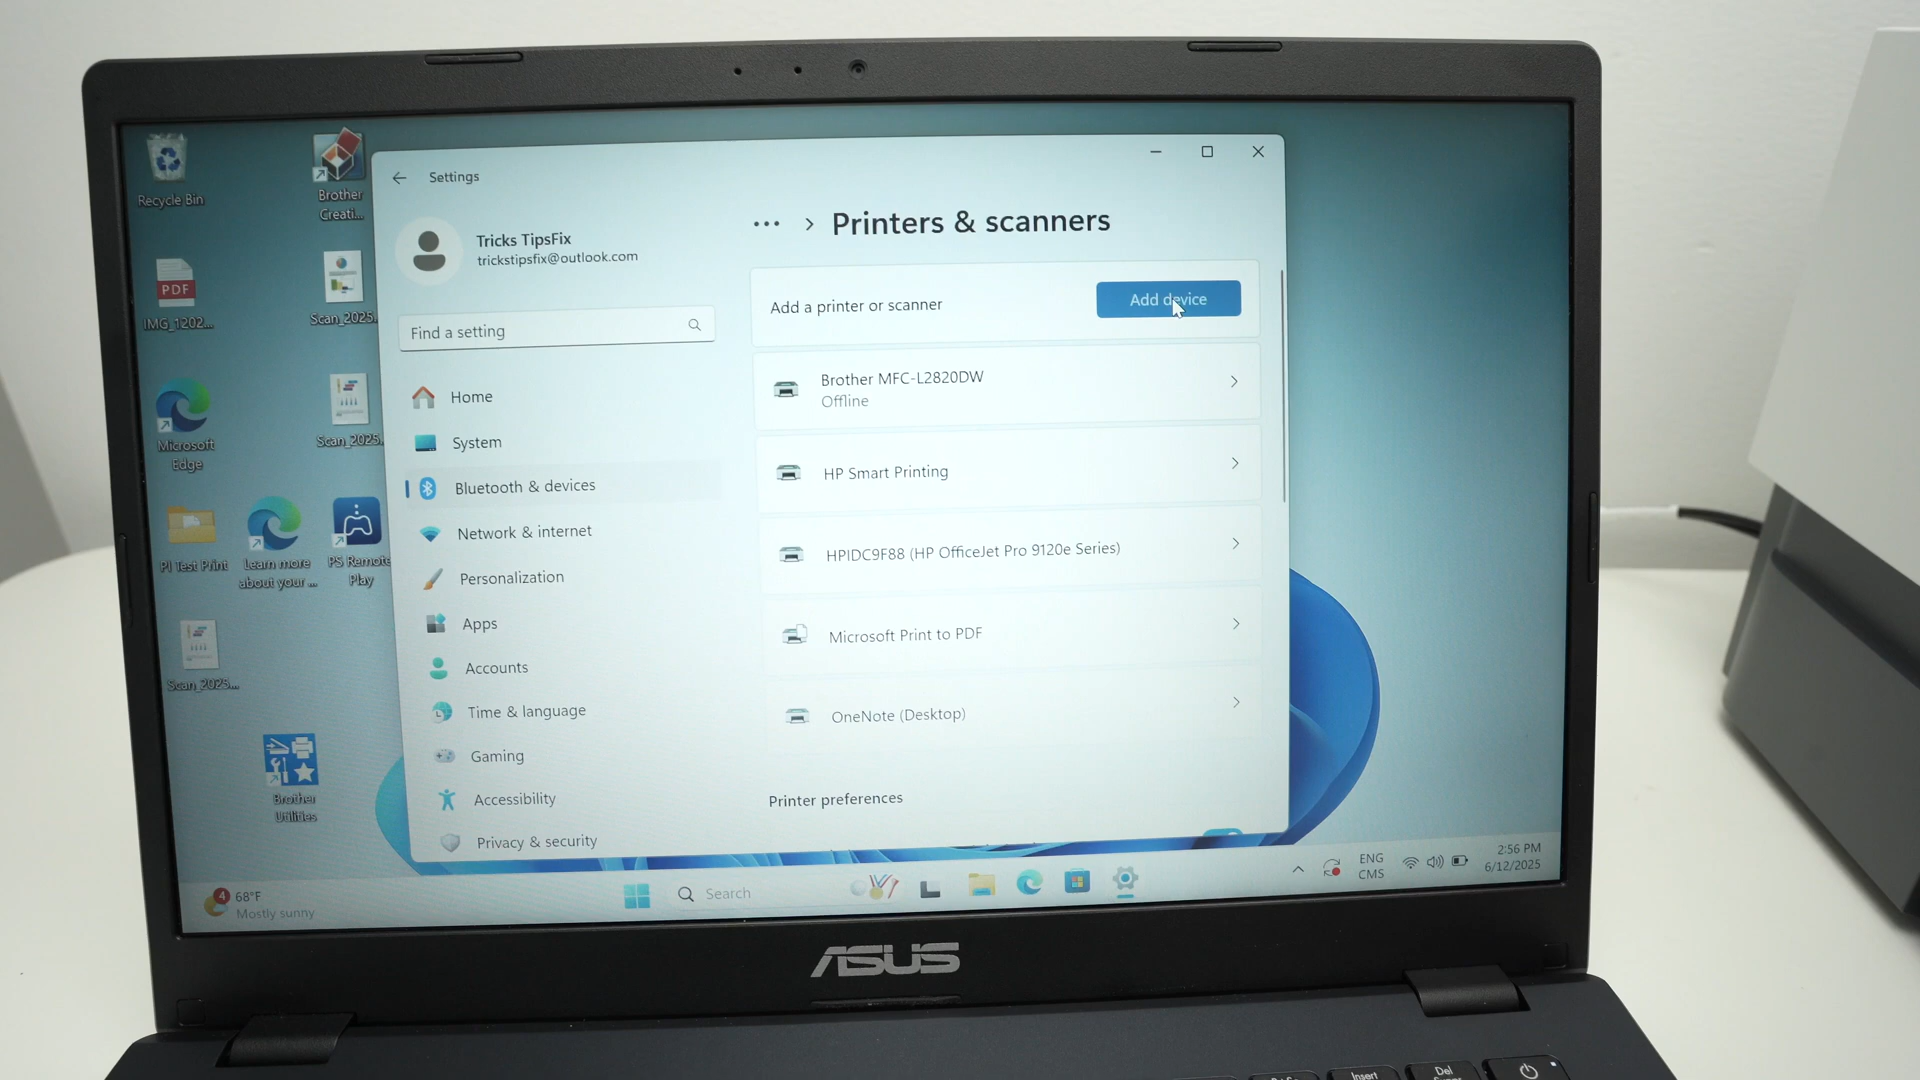 Recycle Bin
Brother
Creati...
IMG_1202...
PDF
Scan_2025...
Microsoft
Edge
Scan_2025...
PI Test Print
Learn more
about your ...
PS Remote
Play
Scan_2025...
Brother
Utilities
Settings
Tricks TipsFix
trickstipsfix@outlook.com
Find a setting
Home
System
Bluetooth & devices
Network & internet
Personalization
Apps
Accounts
Time & language
Gaming
Accessibility
Privacy & security
... > Printers & scanners
Add a printer or scanner
Add device
Brother MFC-L2820DW
Offline
HP Smart Printing
HPIDC9F88 (HP OfficeJet Pro 9120e Series)
Microsoft Print to PDF
OneNote (Desktop)
Printer preferences
4
68°F
Mostly sunny
Search
ENG
CMS
2:56 PM
6/12/2025
ASUS
Insert
Del